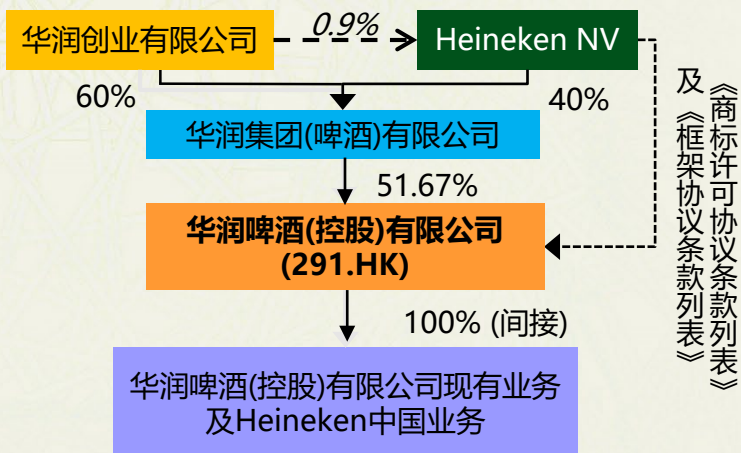 华润创业有限公司
0.9%
Heineken NV
60%
40%
华润集团(啤酒)有限公司
51.67%
华润啤酒(控股)有限公司
(291.HK)
100% (间接)
华润啤酒(控股)有限公司现有业务
及Heineken中国业务
《商标许可协议条款列表》
及《框架协议条款列表》